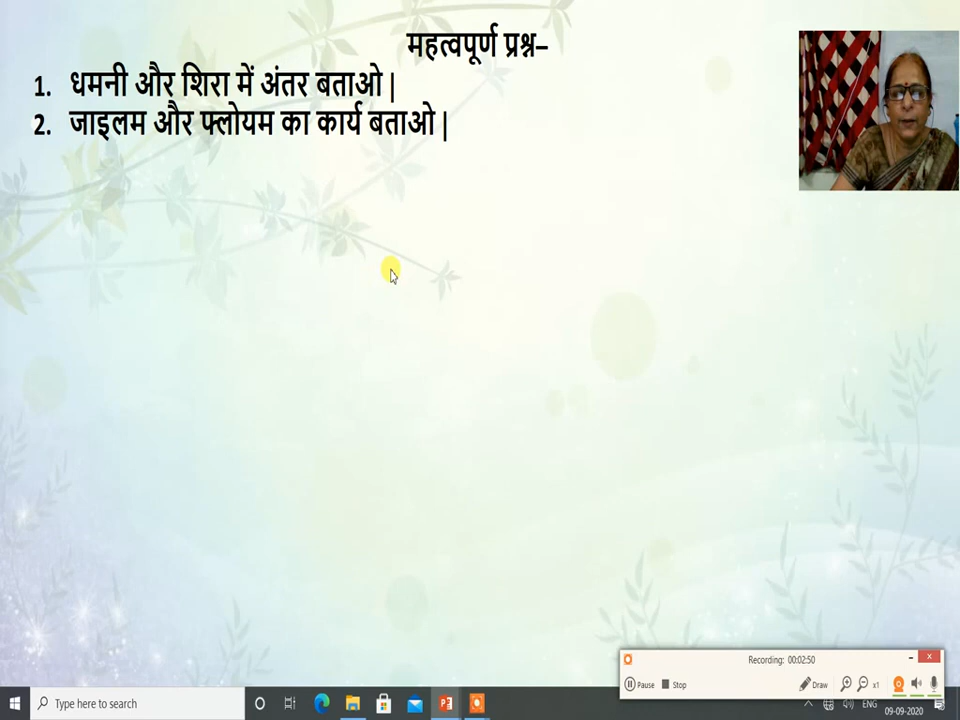 महत्वपूर्ण प्रश्न–
1. धमनी और शिरा में अंतर बताओ |
2. जाइलम और फ्लोयम का कार्य बताओ |
Recording: 00:02:50
Pause Stop Draw x1
Type here to search
ENG
09-09-2020